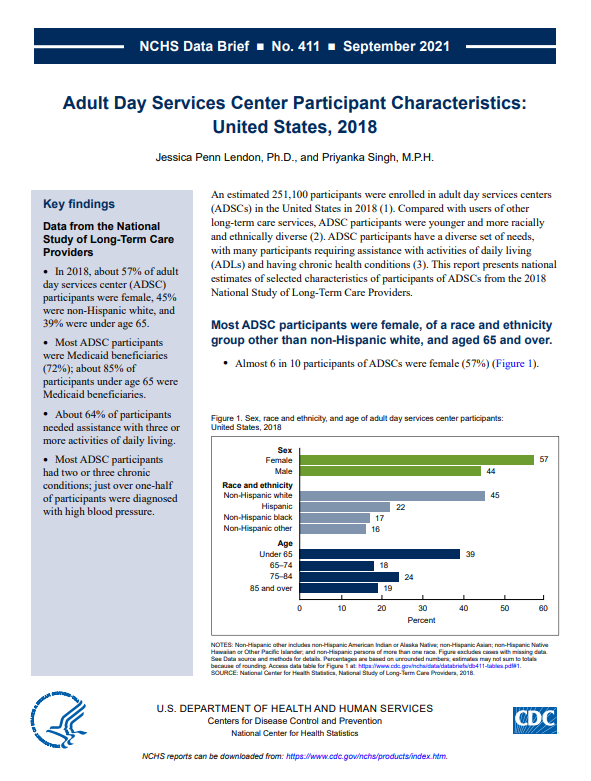 NCHS Data Brief ■ No. 411 ■ September 2021
Adult Day Services Center Participant Characteristics:
United States, 2018
Jessica Penn Lendon, Ph.D., and Priyanka Singh, M.P.H.
Key findings
Data from the National
Study of Long-Term Care
Providers
• In 2018, about 57% of adult
day services center (ADSC)
participants were female, 45%
were non-Hispanic white, and
39% were under age 65.
• Most ADSC participants
were Medicaid beneficiaries
(72%); about 85% of
participants under age 65 were
Medicaid beneficiaries.
• About 64% of participants
needed assistance with three or
more activities of daily living.
• Most ADSC participants
had two or three chronic
conditions; just over one-half
of participants were diagnosed
with high blood pressure.
An estimated 251,100 participants were enrolled in adult day services centers
(ADSCs) in the United States in 2018 (1). Compared with users of other
long-term care services, ADSC participants were younger and more racially
and ethnically diverse (2). ADSC participants have a diverse set of needs,
with many participants requiring assistance with activities of daily living
(ADLs) and having chronic health conditions (3). This report presents national
estimates of selected characteristics of participants of ADSCs from the 2018
National Study of Long-Term Care Providers.
Most ADSC participants were female, of a race and ethnicity
group other than non-Hispanic white, and aged 65 and over.
• Almost 6 in 10 participants of ADSCs were female (57%) (Figure 1).
Figure 1. Sex, race and ethnicity, and age of adult day services center participants:
United States, 2018
Sex
Female 57
Male 44
Race and ethnicity
Non-Hispanic white 45
Hispanic 22
Non-Hispanic black 17
Non-Hispanic other 16
Age
Under 65 39
65–74 18
75–84 24
85 and over 19
0 10 20 30 40 50 60
Percent
NOTES: Non-Hispanic other includes non-Hispanic American Indian or Alaska Native; non-Hispanic Asian; non-Hispanic Native
Hawaiian or Other Pacific Islander; and non-Hispanic persons of more than one race. Figure excludes cases with missing data.
See Data source and methods for details. Percentages are based on unrounded numbers; estimates may not sum to totals
because of rounding. Access data table for Figure 1 at: https://www.cdc.gov/nchs/data/databriefs/db411-tables.pdf#1.
SOURCE: National Center for Health Statistics, National Study of Long-Term Care Providers, 2018.
U.S. DEPARTMENT OF HEALTH AND HUMAN SERVICES
Centers for Disease Control and Prevention
National Center for Health Statistics
CDC
NCHS reports can be downloaded from: https://www.cdc.gov/nchs/products/index.htm.